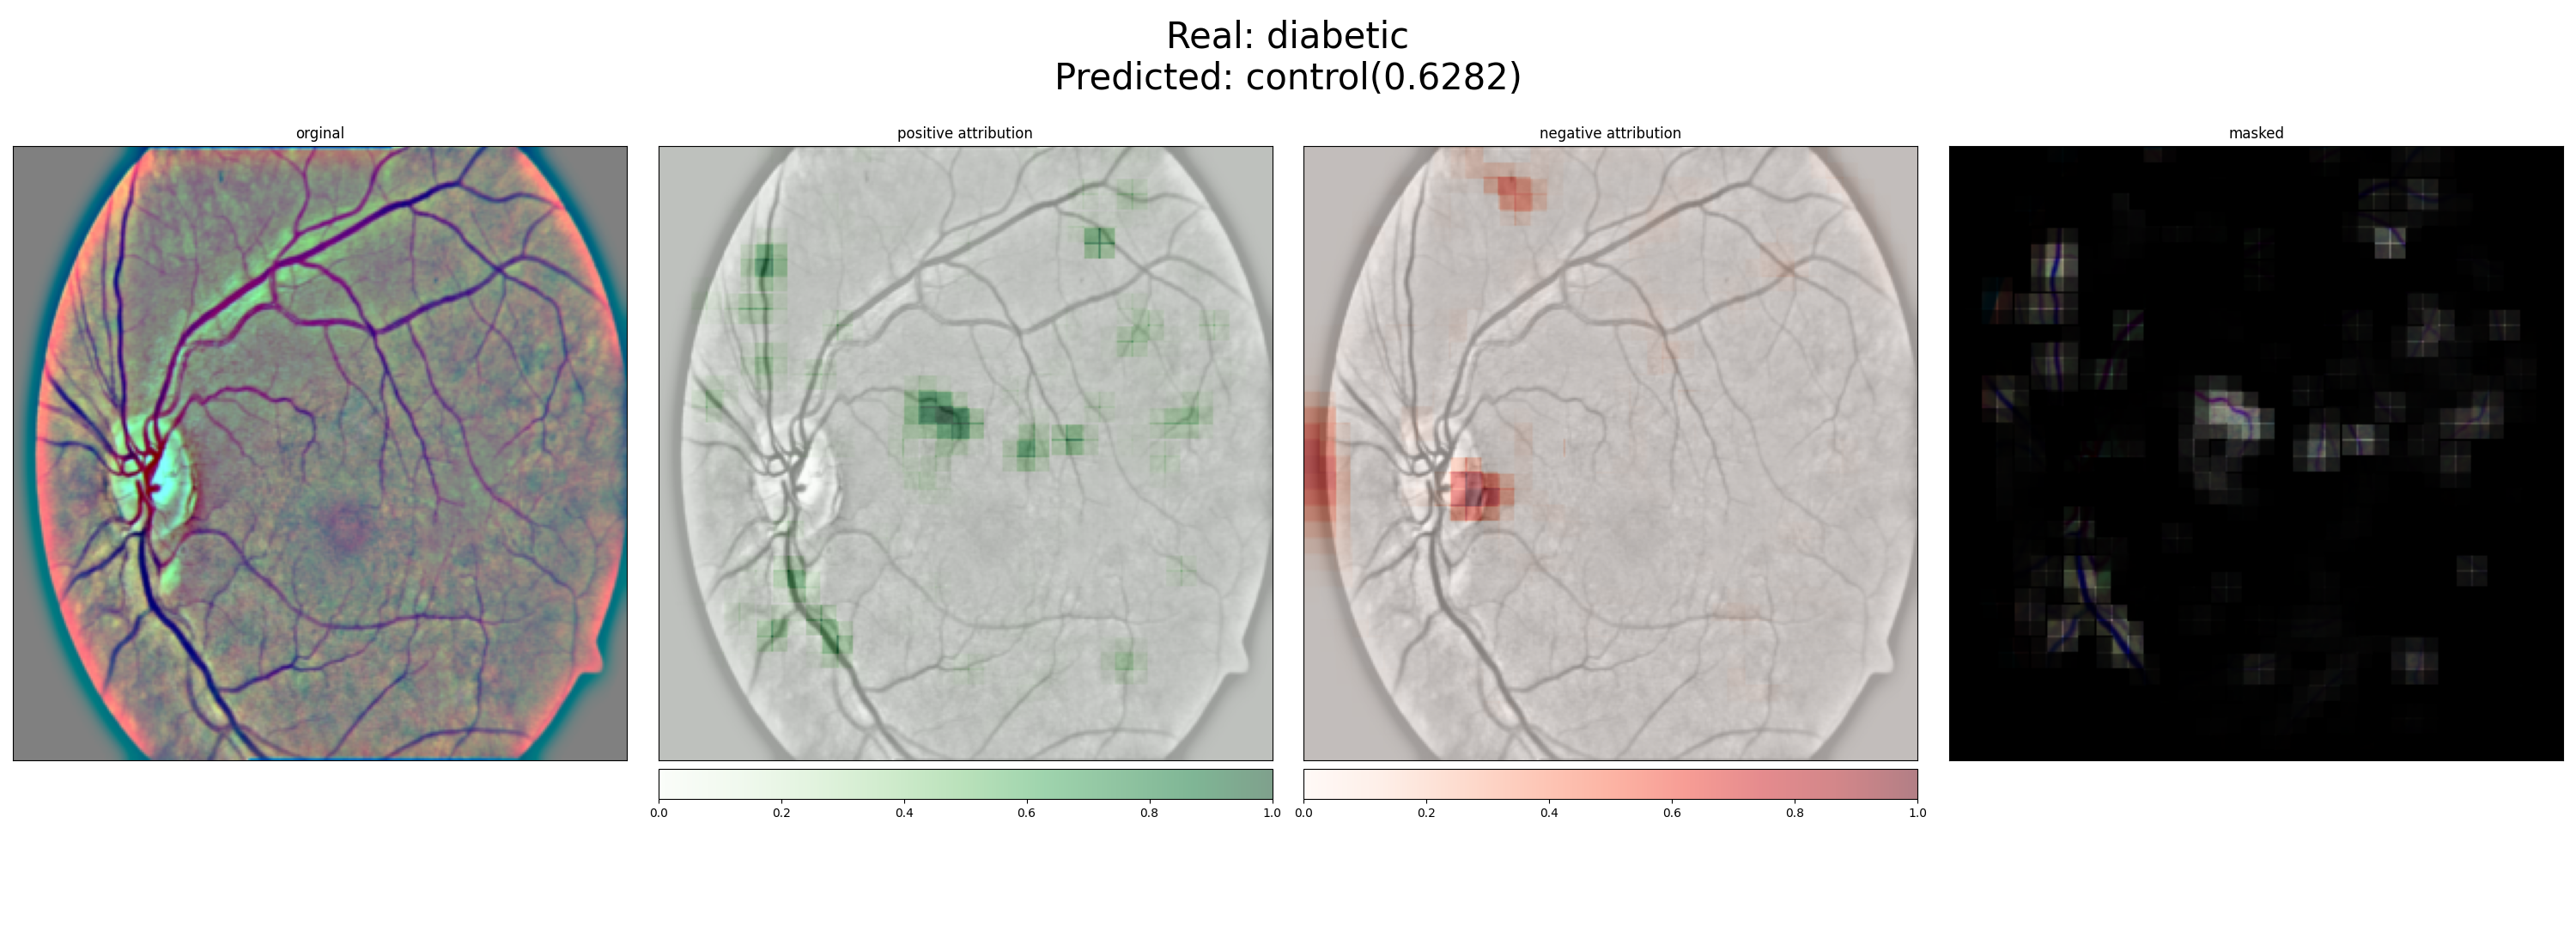 Real: diabetic
Predicted: control(0.6282)
orginal
positive attribution
negative attribution
masked
0.0 0.2 0.4 0.6 0.8 1.0
0.0 0.2 0.4 0.6 0.8 1.0